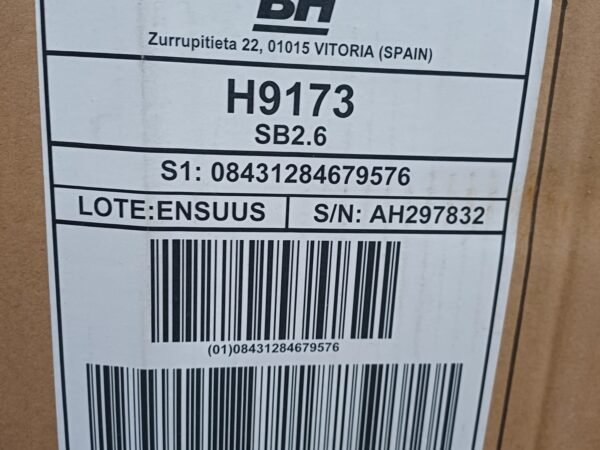 BH
Zurrupitieta 22, 01015 VITORIA (SPAIN)
H9173
SB2.6
S1: 08431284679576
LOTE:ENSUUS
S/N: AH297832
(01)08431284679576